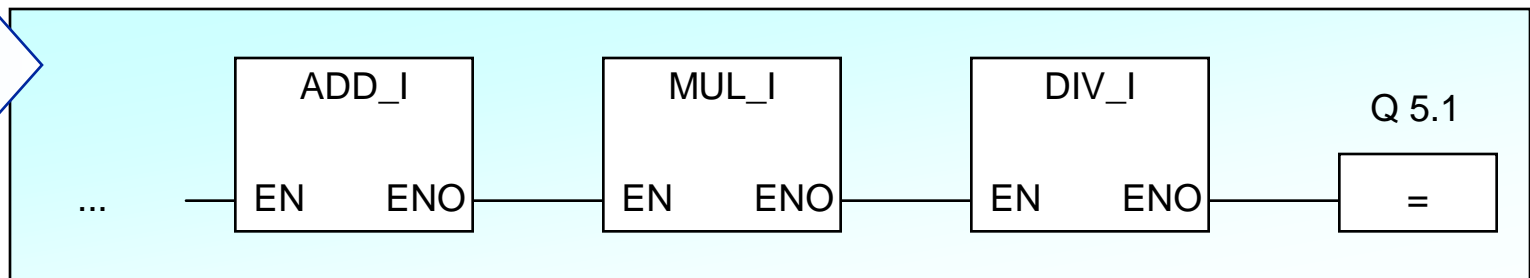 ADD_I MUL_I DIV_I
Q 5.1
... EN ENO EN ENO EN ENO =